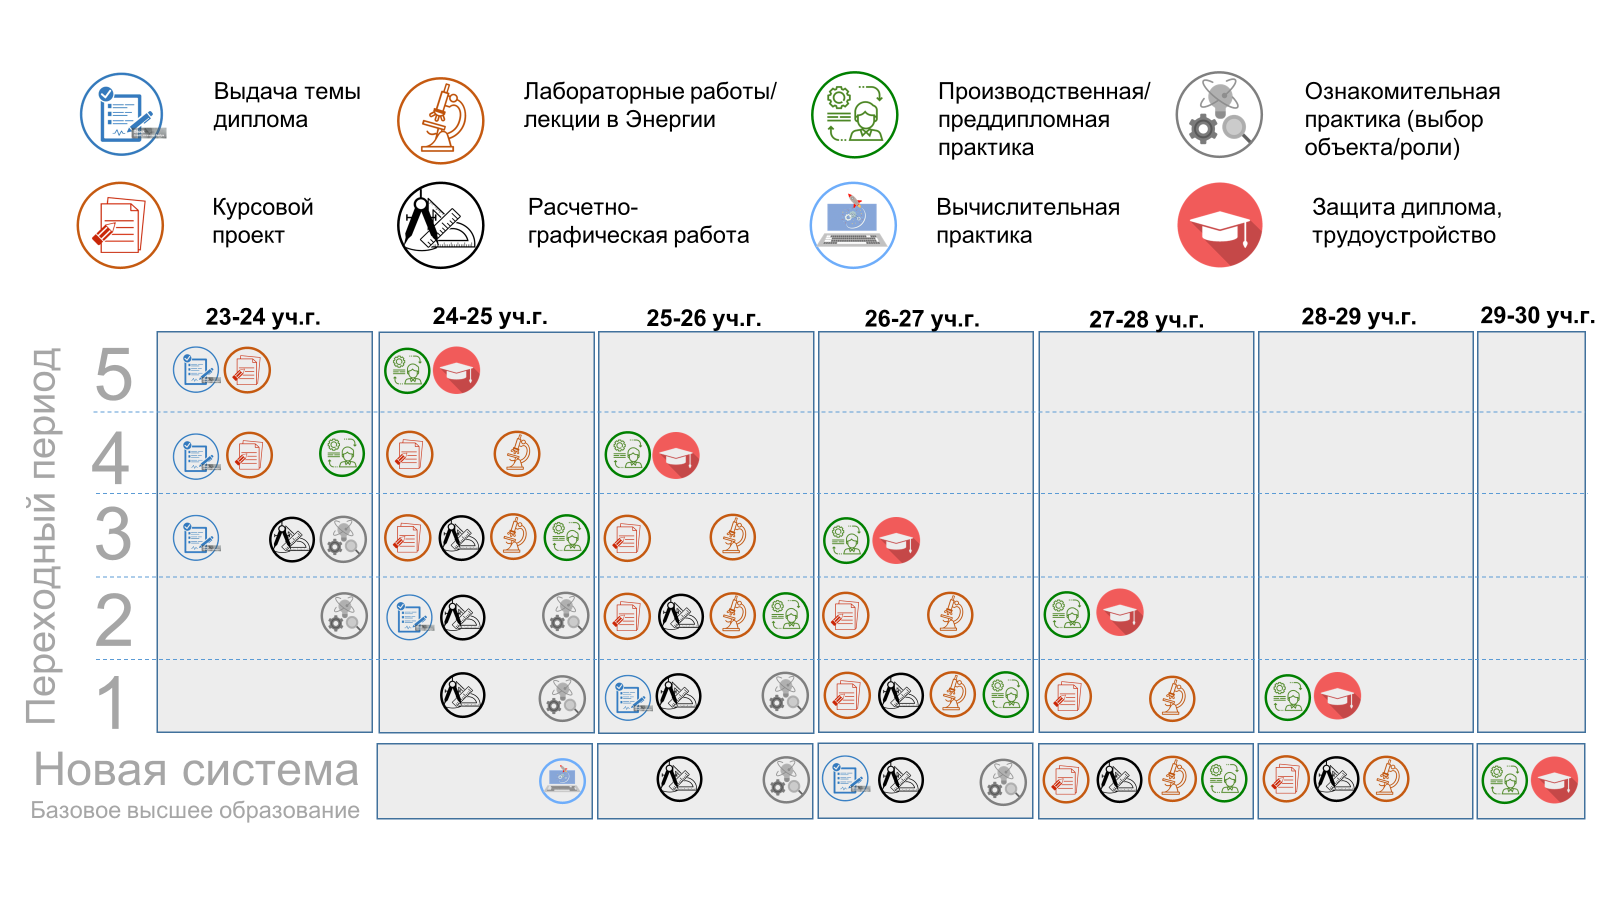 Выдача темы
диплома
Лабораторные работы/
лекции в Энергии
Производственная/
преддипломная
практика
Ознакомительная
практика (выбор
объекта/роли)
Курсовой
проект
Расчетно-
графическая работа
Вычислительная
практика
Защита диплома,
трудоустройство
23-24 уч.г.
24-25 уч.г.
25-26 уч.г.
26-27 уч.г.
27-28 уч.г.
28-29 уч.г.
29-30 уч.г.
Переходный период
5
4
3
2
1
Новая система
Базовое высшее образование